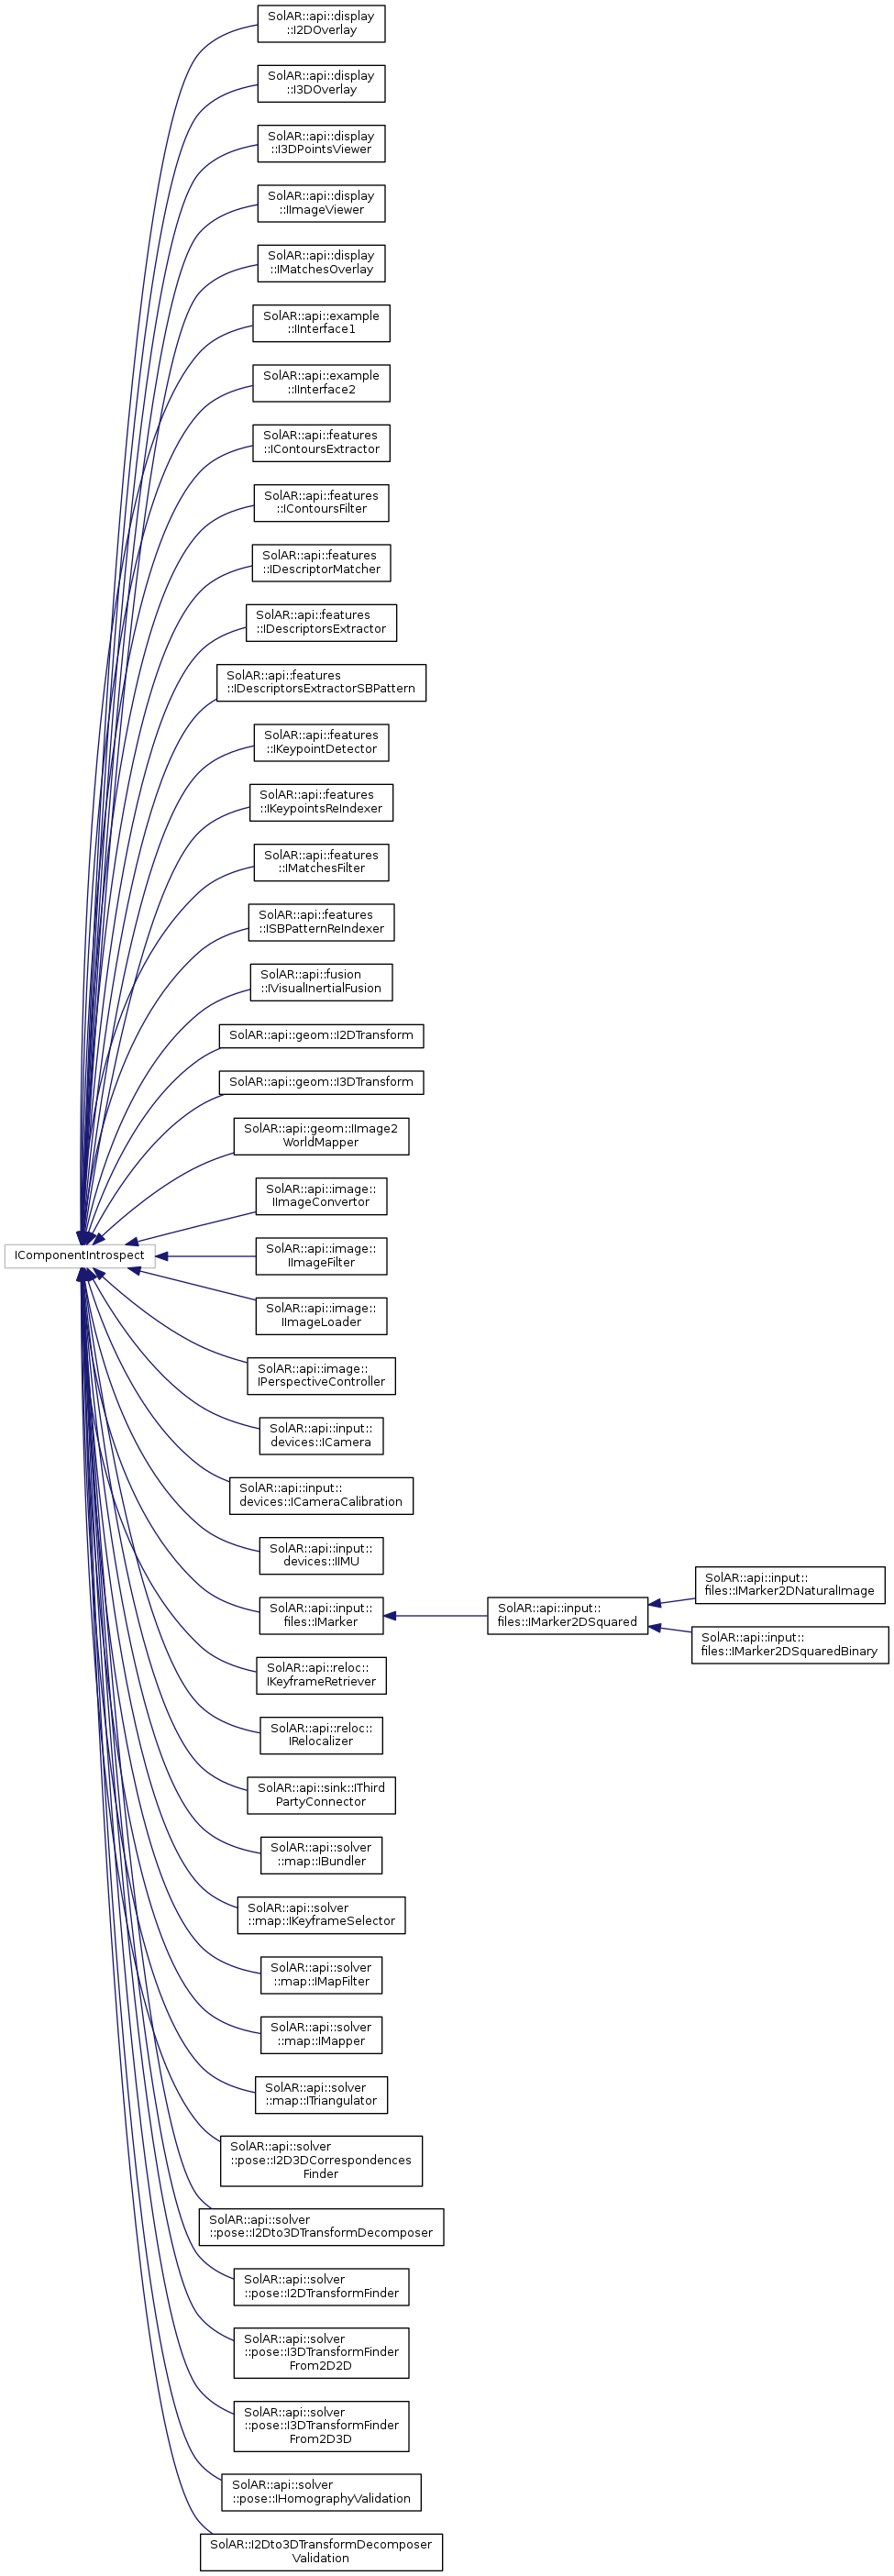 SolAR::api::display
::I2DOverlay
SolAR::api::display
::I3DOverlay
SolAR::api::display
::I3DPointsViewer
SolAR::api::display
::IImageViewer
SolAR::api::display
::IMatchesOverlay
SolAR::api::example
::IInterface1
SolAR::api::example
::IInterface2
SolAR::api::features
::IContoursExtractor
SolAR::api::features
::IContoursFilter
SolAR::api::features
::IDescriptorMatcher
SolAR::api::features
::IDescriptorsExtractor
SolAR::api::features
::IDescriptorsExtractorSBPattern
SolAR::api::features
::IKeypointDetector
SolAR::api::features
::IKeypointsReIndexer
SolAR::api::features
::IMatchesFilter
SolAR::api::features
::ISBPatternReIndexer
SolAR::api::fusion
::IVisualInertialFusion
SolAR::api::geom::I2DTransform
SolAR::api::geom::I3DTransform
SolAR::api::geom::IImage2
WorldMapper
SolAR::api::image::
IImageConvertor
IComponentIntrospect
SolAR::api::image::
IImageFilter
SolAR::api::image::
IImageLoader
SolAR::api::image::
IPerspectiveController
SolAR::api::input::
devices::ICamera
SolAR::api::input::
devices::ICameraCalibration
SolAR::api::input::
devices::IIMU
SolAR::api::input::
files::IMarker
SolAR::api::input::
files::IMarker2DSquared
SolAR::api::input::
files::IMarker2DNaturalImage
SolAR::api::input::
files::IMarker2DSquaredBinary
SolAR::api::reloc::
IKeyframeRetriever
SolAR::api::reloc::
IRelocalizer
SolAR::api::sink::IThird
PartyConnector
SolAR::api::solver
::map::IBundler
SolAR::api::solver
::map::IKeyframeSelector
SolAR::api::solver
::map::IMapFilter
SolAR::api::solver
::map::IMapper
SolAR::api::solver
::map::ITriangulator
SolAR::api::solver
::pose::I2D3DCorrespondences
Finder
SolAR::api::solver
::pose::I2Dto3DTransformDecomposer
SolAR::api::solver
::pose::I2DTransformFinder
SolAR::api::solver
::pose::I3DTransformFinder
From2D2D
SolAR::api::solver
::pose::I3DTransformFinder
From2D3D
SolAR::api::solver
::pose::IHomographyValidation
SolAR::I2Dto3DTransformDecomposer
Validation